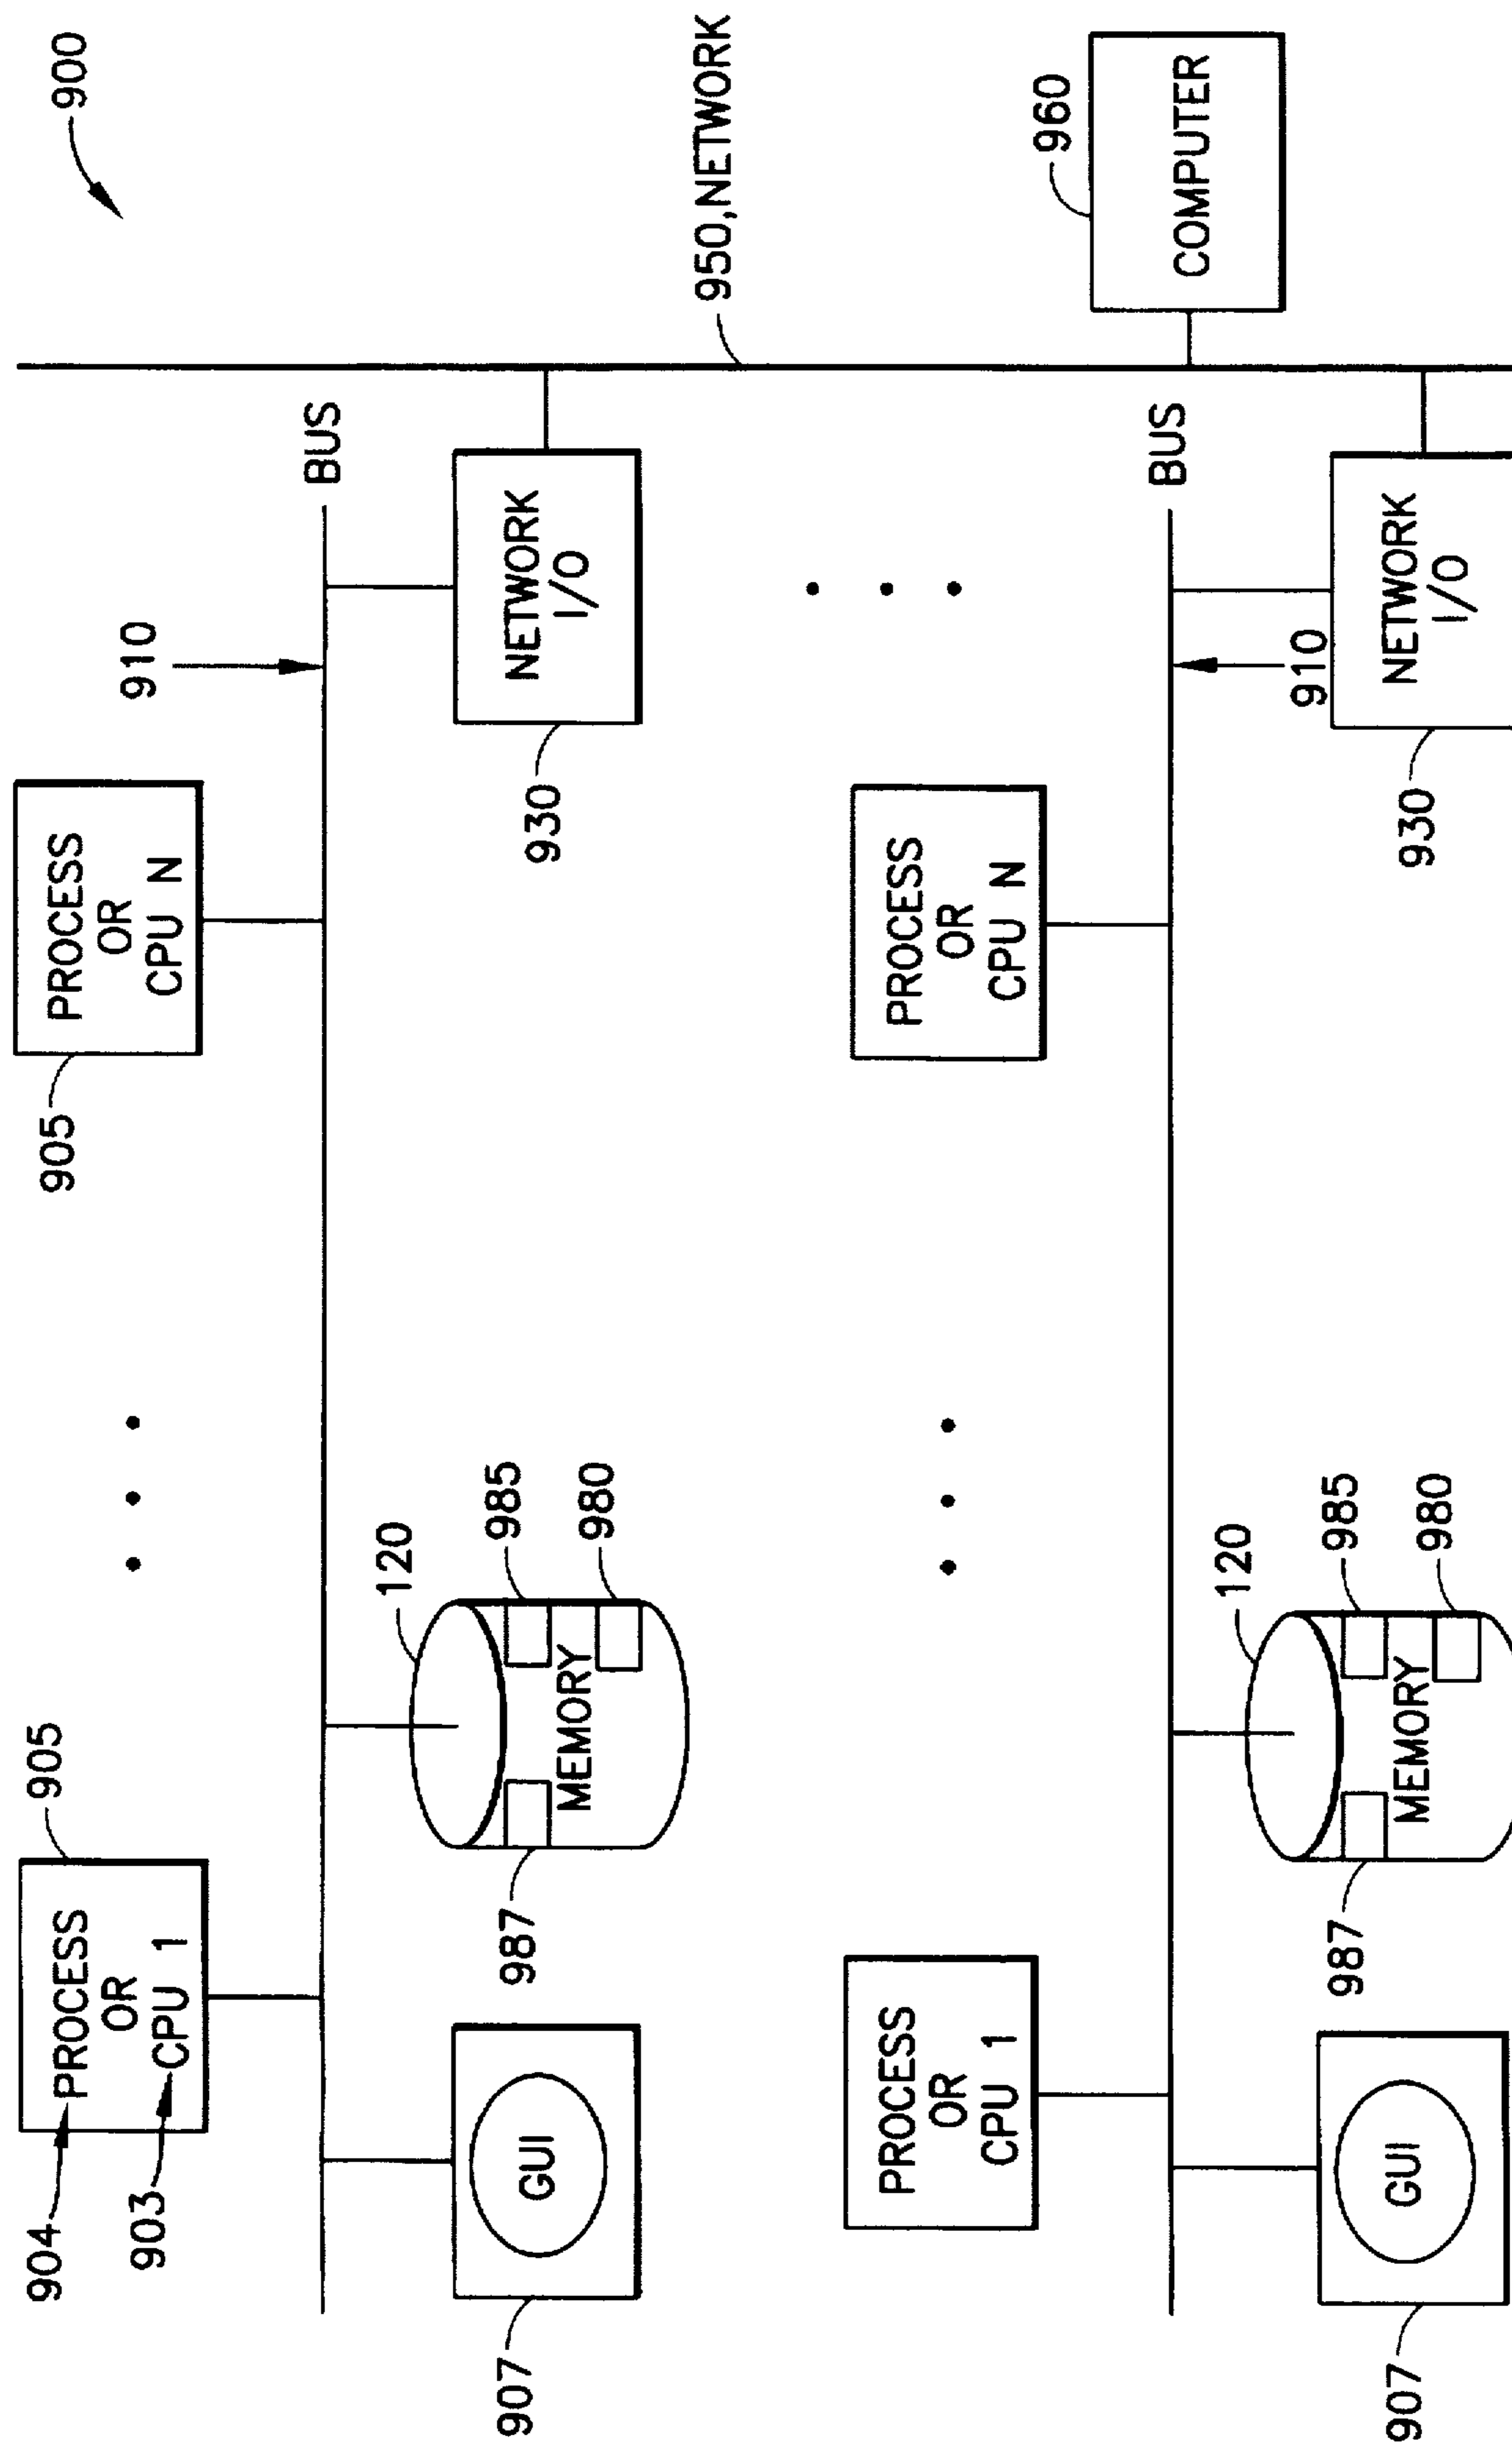 900
904
PROCESS
OR
CPU 1
903
905
905
PROCESS
OR
CPU N
910
BUS
907
GUI
120
987
MEMORY
985
980
930
NETWORK
I/O
950,NETWORK
PROCESS
OR
CPU 1
PROCESS
OR
CPU N
960
COMPUTER
BUS
910
907
GUI
120
987
MEMORY
985
980
930
NETWORK
I/O